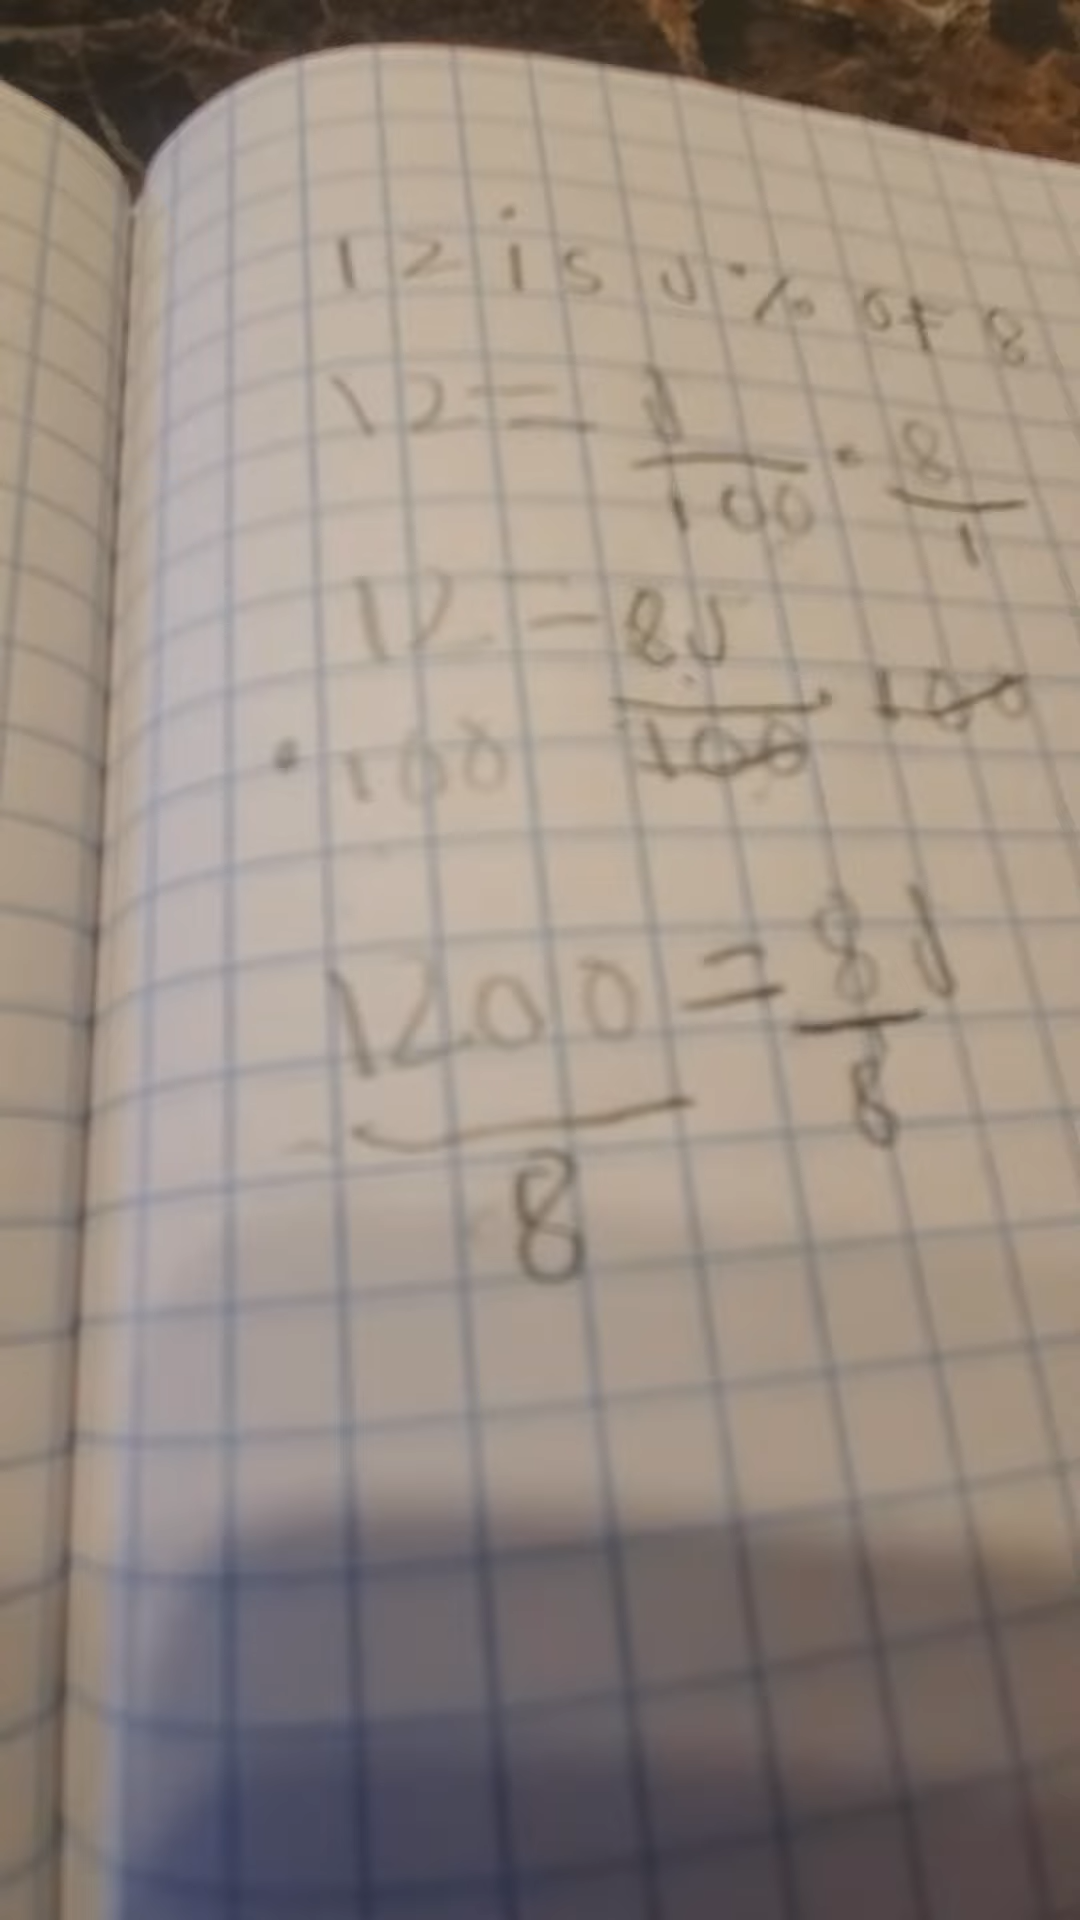 12 is J% of 8
12 = J/100 · 8/1
12 = 8J/100 · 100
· 100
1200/8 = 8J/8